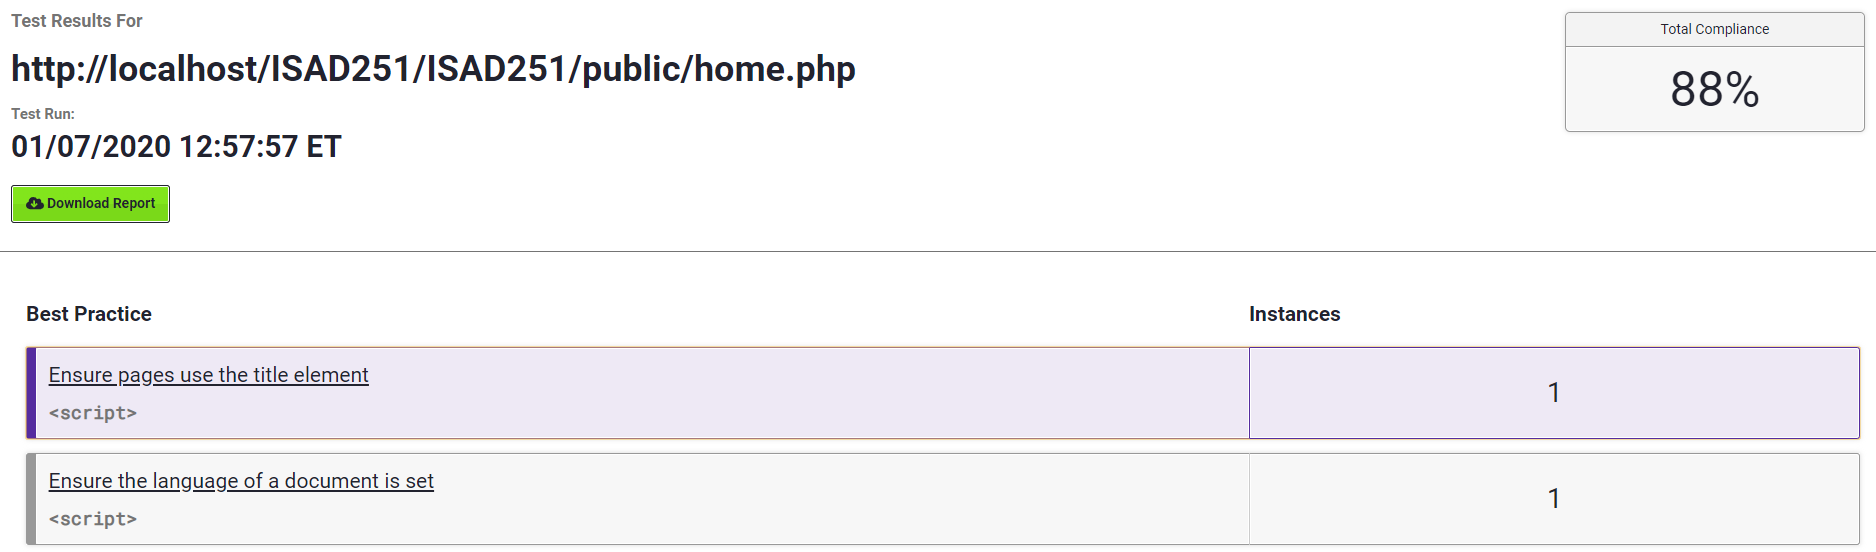 Test Results For
http://localhost/ISAD251/ISAD251/public/home.php
Test Run:
01/07/2020 12:57:57 ET
Download Report
Total Compliance
88%
Best Practice Instances
Ensure pages use the title element
<script>
1
Ensure the language of a document is set
<script>
1